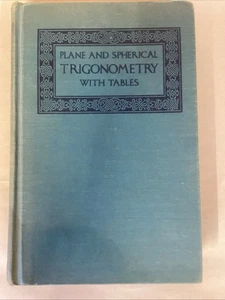 PLANE AND SPHERICAL
TRIGONOMETRY
WITH TABLES